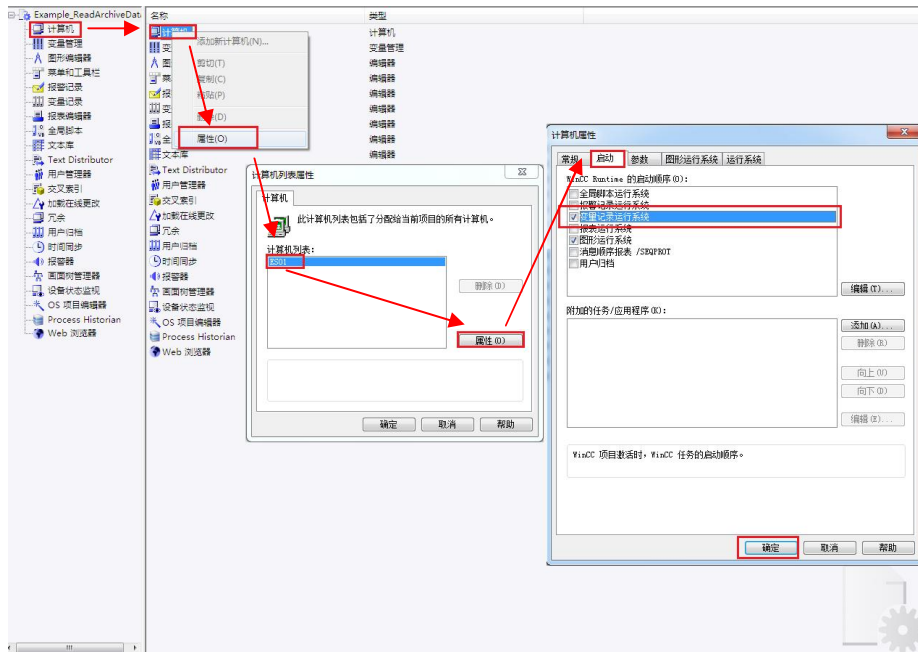 Example_ReadArchiveData
计算机
变量管理
图形编辑器
菜单和工具栏
报警记录
变量记录
报表编辑器
全局脚本
文本库
Text Distributor
用户管理器
交叉索引
加载在线更改
冗余
用户归档
时间同步
报警器
画面树管理器
设备状态监视
OS 项目编辑器
Process Historian
Web 浏览器
名称
类型
计算机
计算机
变
变量管理
图
编辑器
菜
编辑器
报
编辑器
变
编辑器
报
编辑器
全
编辑器
文本库
编辑器
Text Distributor
用户管理器
交叉索引
加载在线更改
冗余
用户归档
时间同步
报警器
画面树管理器
设备状态监视
OS 项目编辑器
Process Historian
Web 浏览器
添加新计算机(N)...
剪切(T)
复制(C)
粘贴(P)
删除(D)
属性(O)
计算机列表属性
计算机
此计算机列表包括了分配给当前项目的所有计算机。
计算机列表:
ES01
删除(D)
属性(O)
确定
取消
帮助
计算机属性
常规
启动
参数
图形运行系统
运行系统
WinCC Runtime 的启动顺序(O):
全局脚本运行系统
报警记录运行系统
变量记录运行系统
报表运行系统
图形运行系统
消息顺序报表 /SEQPROT
用户归档
编辑(T)...
附加的任务/应用程序(K):
添加(A)...
删除(R)
向上(U)
向下(D)
编辑(E)...
WinCC 项目激活时，WinCC 任务的启动顺序。
确定
取消
帮助